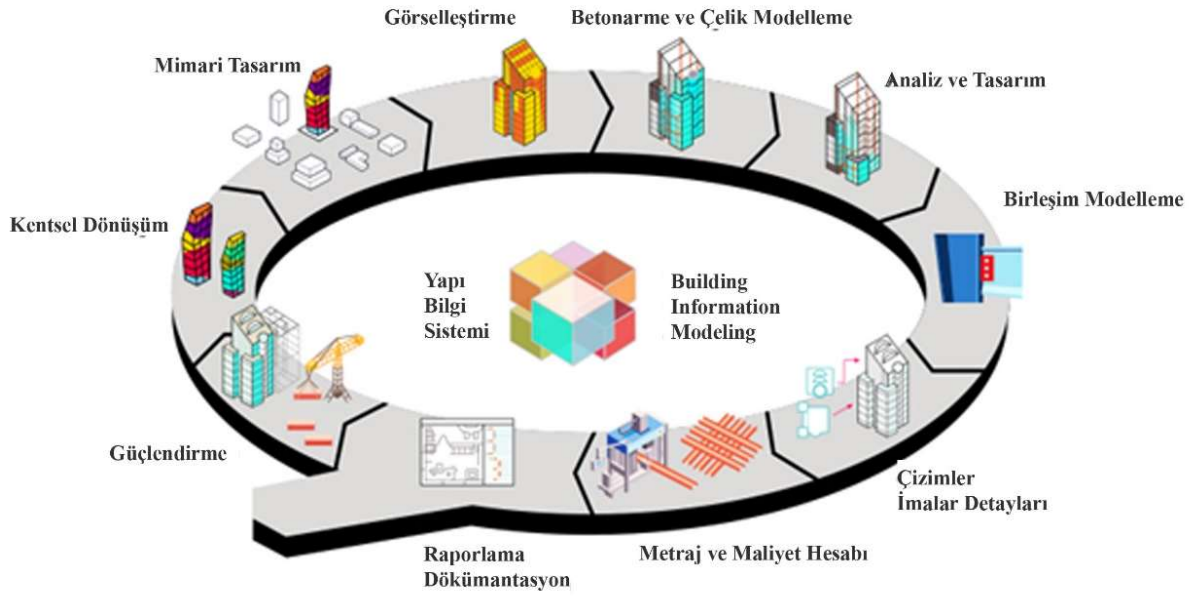 Görselleştirme
Betonarme ve Çelik Modelleme
Mimari Tasarım
Analiz ve Tasarım
Birleşim Modelleme
Kentsel Dönüşüm
Yapı
Bilgi
Sistemi
Building
Information
Modeling
Güçlendirme
Çizimler
İmalar Detayları
Raporlama
Dökümantasyon
Metraj ve Maliyet Hesabı